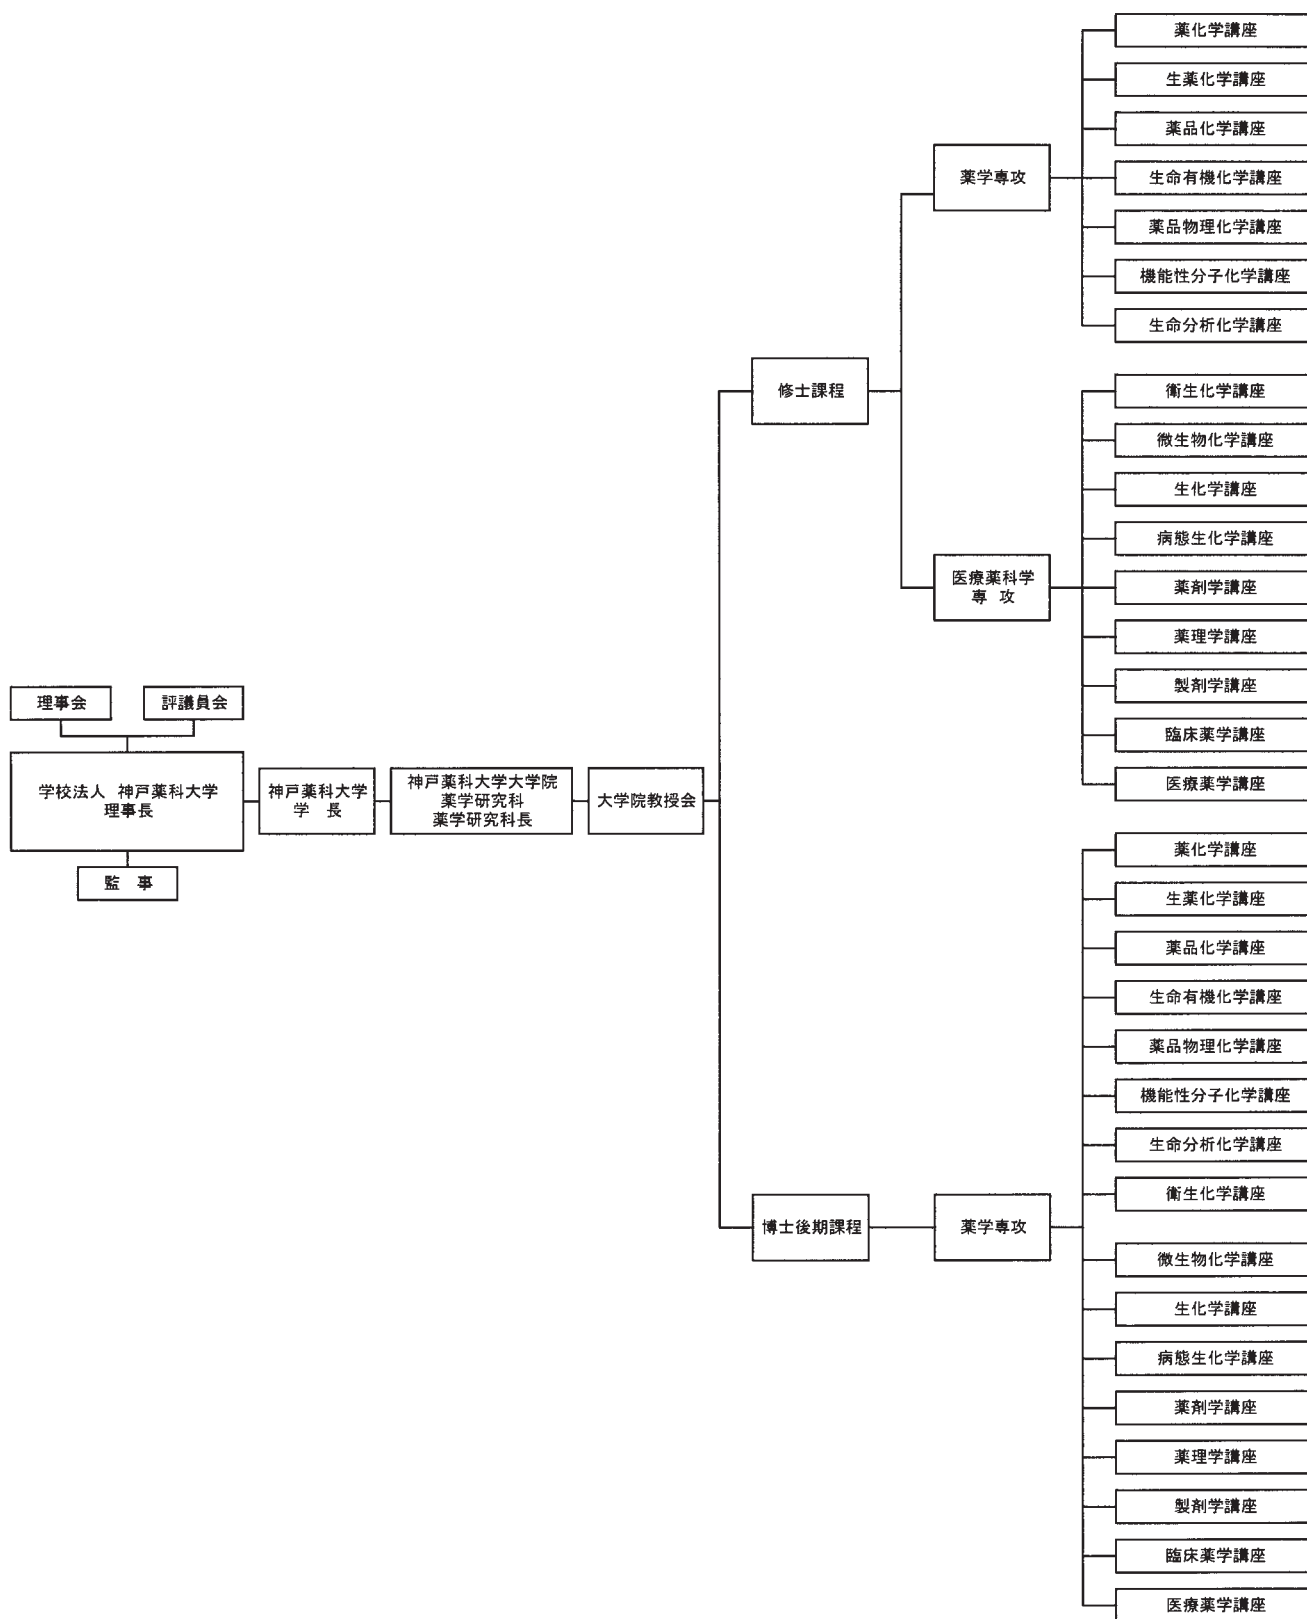 理事会
評議員会
学校法人 神戸薬科大学
理事長
監 事
神戸薬科大学
学 長
神戸薬科大学大学院
薬学研究科
薬学研究科長
大学院教授会
修士課程
薬学専攻
薬化学講座
生薬化学講座
薬品化学講座
生命有機化学講座
薬品物理化学講座
機能性分子化学講座
生命分析化学講座
医療薬科学
専 攻
衛生化学講座
微生物化学講座
生化学講座
病態生化学講座
薬剤学講座
薬理学講座
製剤学講座
臨床薬学講座
医療薬学講座
博士後期課程
薬学専攻
薬化学講座
生薬化学講座
薬品化学講座
生命有機化学講座
薬品物理化学講座
機能性分子化学講座
生命分析化学講座
衛生化学講座
微生物化学講座
生化学講座
病態生化学講座
薬剤学講座
薬理学講座
製剤学講座
臨床薬学講座
医療薬学講座